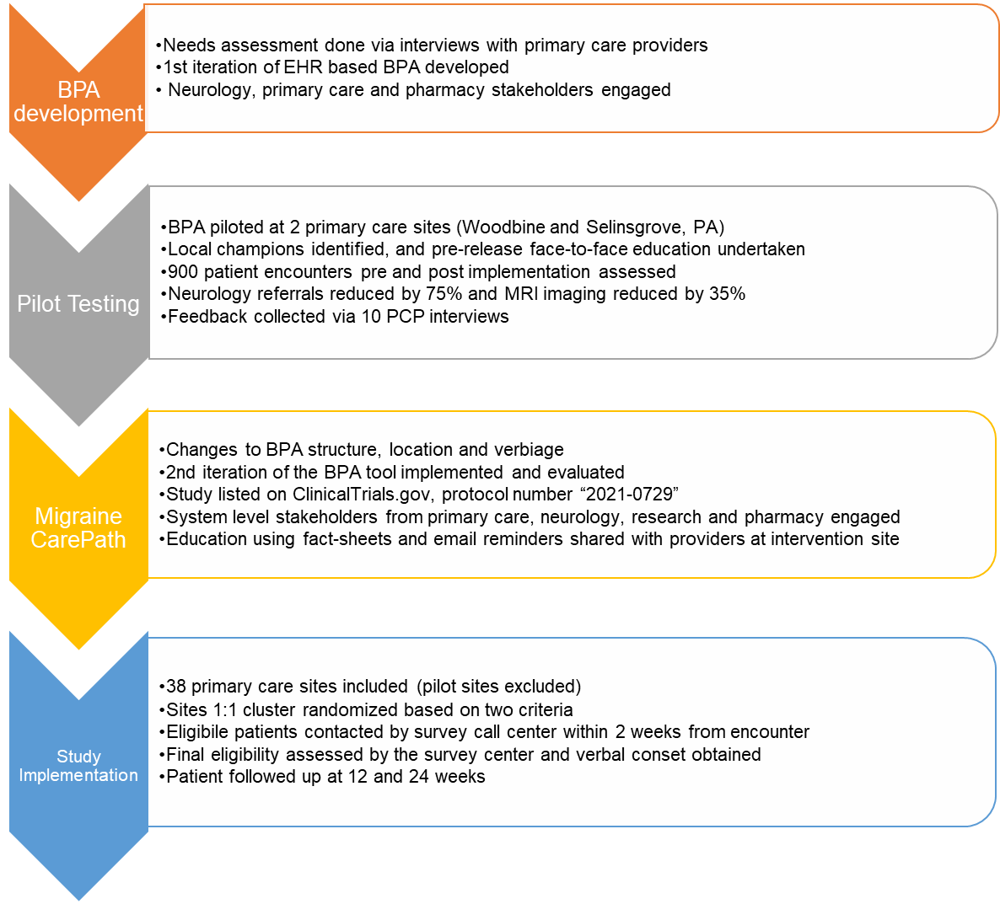 BPA
development
•Needs assessment done via interviews with primary care providers
•1st iteration of EHR based BPA developed
• Neurology, primary care and pharmacy stakeholders engaged
Pilot Testing
•BPA piloted at 2 primary care sites (Woodbine and Selinsgrove, PA)
•Local champions identified, and pre-release face-to-face education undertaken
•900 patient encounters pre and post implementation assessed
•Neurology referrals reduced by 75% and MRI imaging reduced by 35%
•Feedback collected via 10 PCP interviews
Migraine
CarePath
•Changes to BPA structure, location and verbiage
•2nd iteration of the BPA tool implemented and evaluated
•Study listed on ClinicalTrials.gov, protocol number “2021-0729”
•System level stakeholders from primary care, neurology, research and pharmacy engaged
•Education using fact-sheets and email reminders shared with providers at intervention site
Study
Implementation
•38 primary care sites included (pilot sites excluded)
•Sites 1:1 cluster randomized based on two criteria
•Eligibile patients contacted by survey call center within 2 weeks from encounter
•Final eligibility assessed by the survey center and verbal conset obtained
•Patient followed up at 12 and 24 weeks